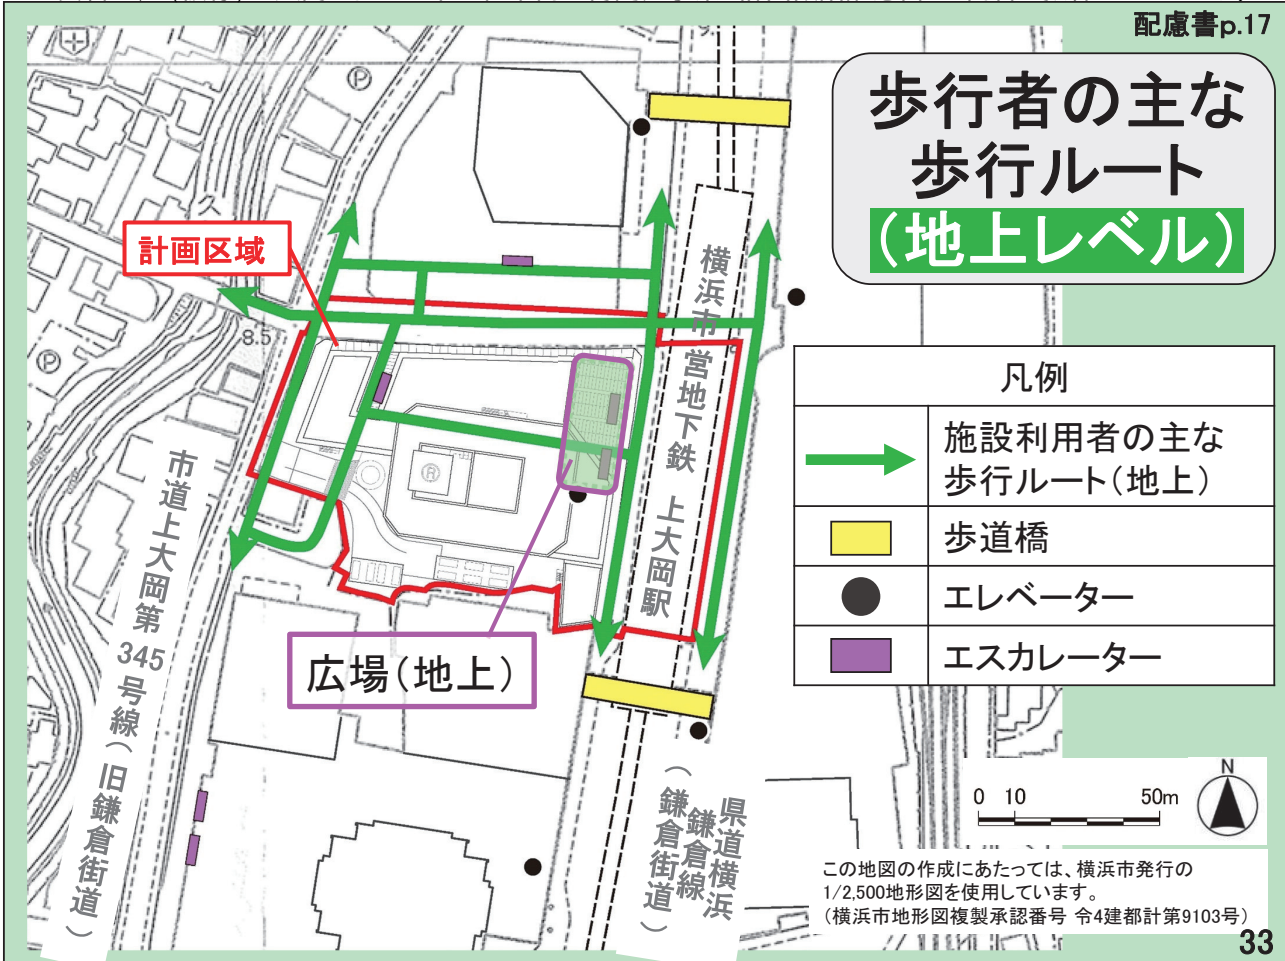 配慮書p.17
歩行者の主な
歩行ルート
(地上レベル)
計画区域
久
8.5
P
P
R
横浜市営地下鉄 上大岡駅
広場(地上)
市道上大岡第345号線(旧鎌倉街道)
県道横浜
鎌倉線
(鎌倉街道)
凡例
施設利用者の主な
歩行ルート(地上)
歩道橋
エレベーター
エスカレーター
0 10 50m
N
この地図の作成にあたっては、横浜市発行の
1/2,500地形図を使用しています。
(横浜市地形図複製承認番号 令4建都計第9103号)
33